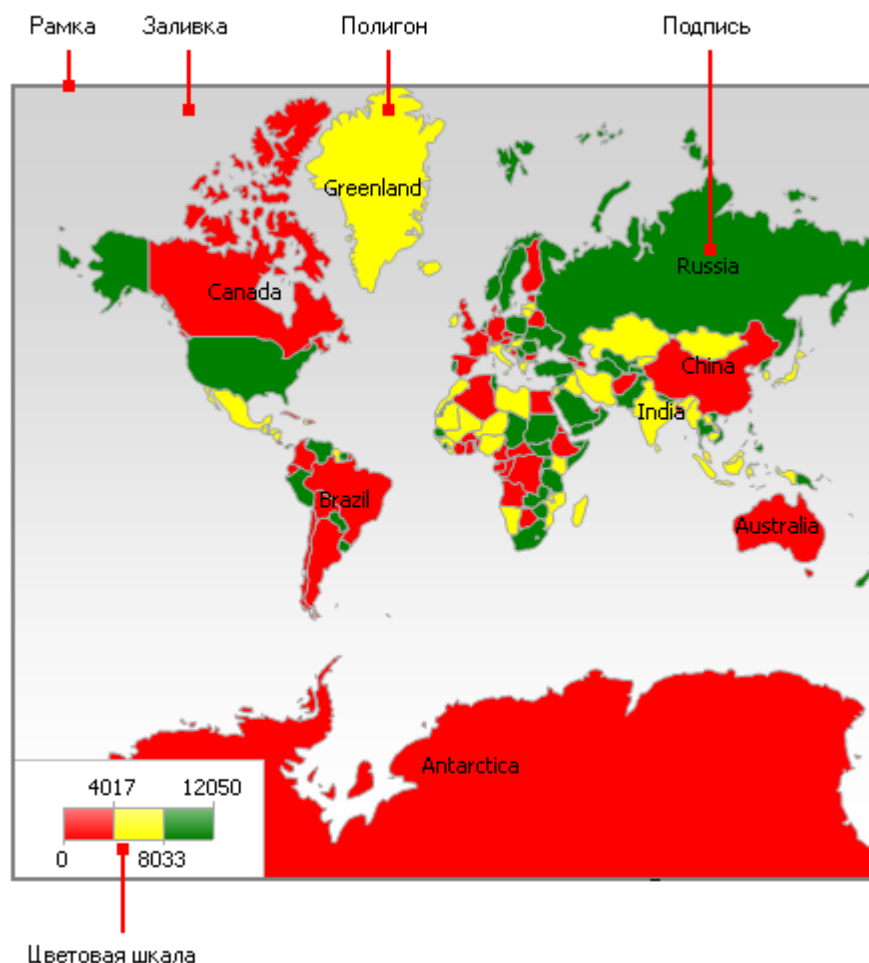 Рамка Заливка Полигон Подпись
Greenland
Russia
Canada
China
India
Brazil
Australia
Antarctica
4017 12050
0 8033
Цветовая шкала